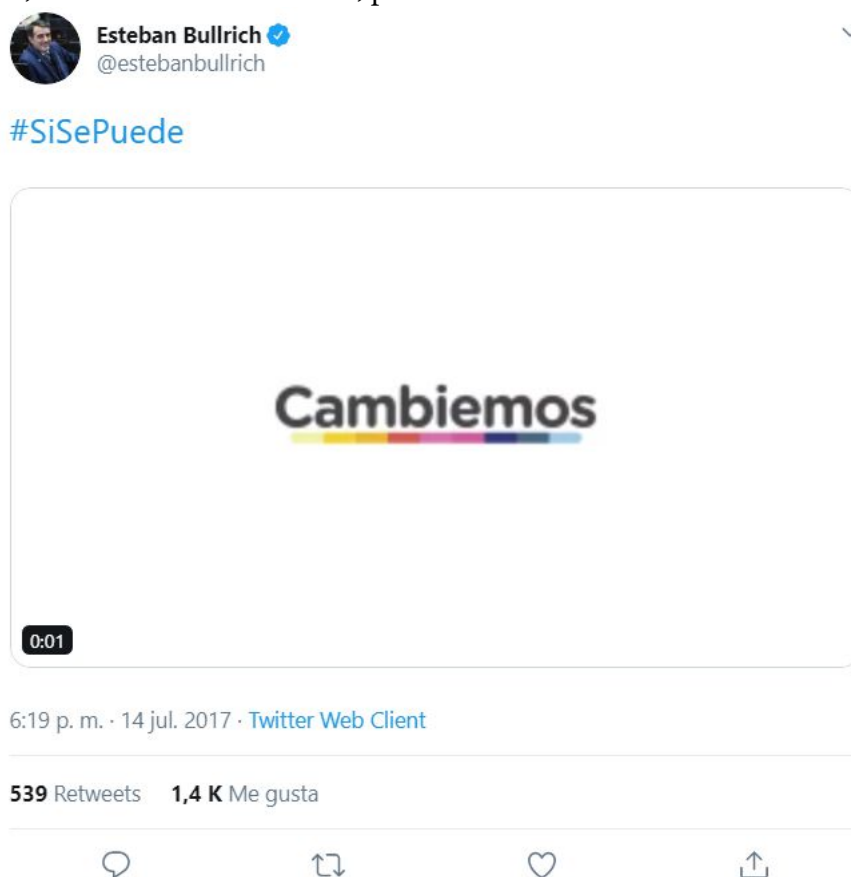 Esteban Bullrich
@estebanbullrich
#SiSePuede
Cambiemos
0:01
6:19 p. m. · 14 jul. 2017 · Twitter Web Client
539 Retweets 1,4 K Me gusta